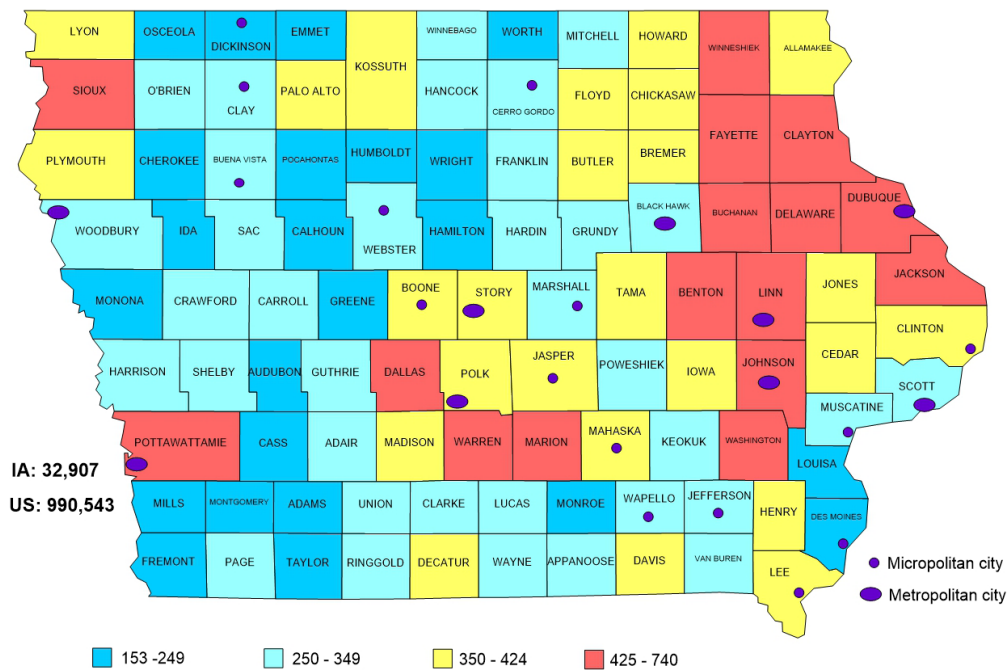 LYON
OSCEOLA
DICKINSON
EMMET
WINNEBAGO
WORTH
MITCHELL
HOWARD
WINNESHIEK
ALLAMAKEE
KOSSUTH
SIOUX
O'BRIEN
CLAY
PALO ALTO
HANCOCK
CERRO GORDO
FLOYD
CHICKASAW
FAYETTE
CLAYTON
PLYMOUTH
CHEROKEE
BUENA VISTA
POCAHONTAS
HUMBOLDT
WRIGHT
FRANKLIN
BUTLER
BREMER
WOODBURY
IDA
SAC
CALHOUN
WEBSTER
HAMILTON
HARDIN
GRUNDY
BLACK HAWK
BUCHANAN
DELAWARE
DUBUQUE
MONONA
CRAWFORD
CARROLL
GREENE
BOONE
STORY
MARSHALL
TAMA
BENTON
LINN
JONES
JACKSON
CLINTON
HARRISON
SHELBY
AUDUBON
GUTHRIE
DALLAS
POLK
JASPER
POWESHIEK
IOWA
JOHNSON
CEDAR
SCOTT
MUSCATINE
POTTAWATTAMIE
CASS
ADAIR
MADISON
WARREN
MARION
MAHASKA
KEOKUK
WASHINGTON
LOUISA
IA: 32,907
US: 990,543
MILLS
MONTGOMERY
ADAMS
UNION
CLARKE
LUCAS
MONROE
WAPELLO
JEFFERSON
HENRY
DES MOINES
FREMONT
PAGE
TAYLOR
RINGGOLD
DECATUR
WAYNE
APPANOOSE
DAVIS
VAN BUREN
LEE
Micropolitan city
Metropolitan city
153 -249
250 - 349
350 - 424
425 - 740